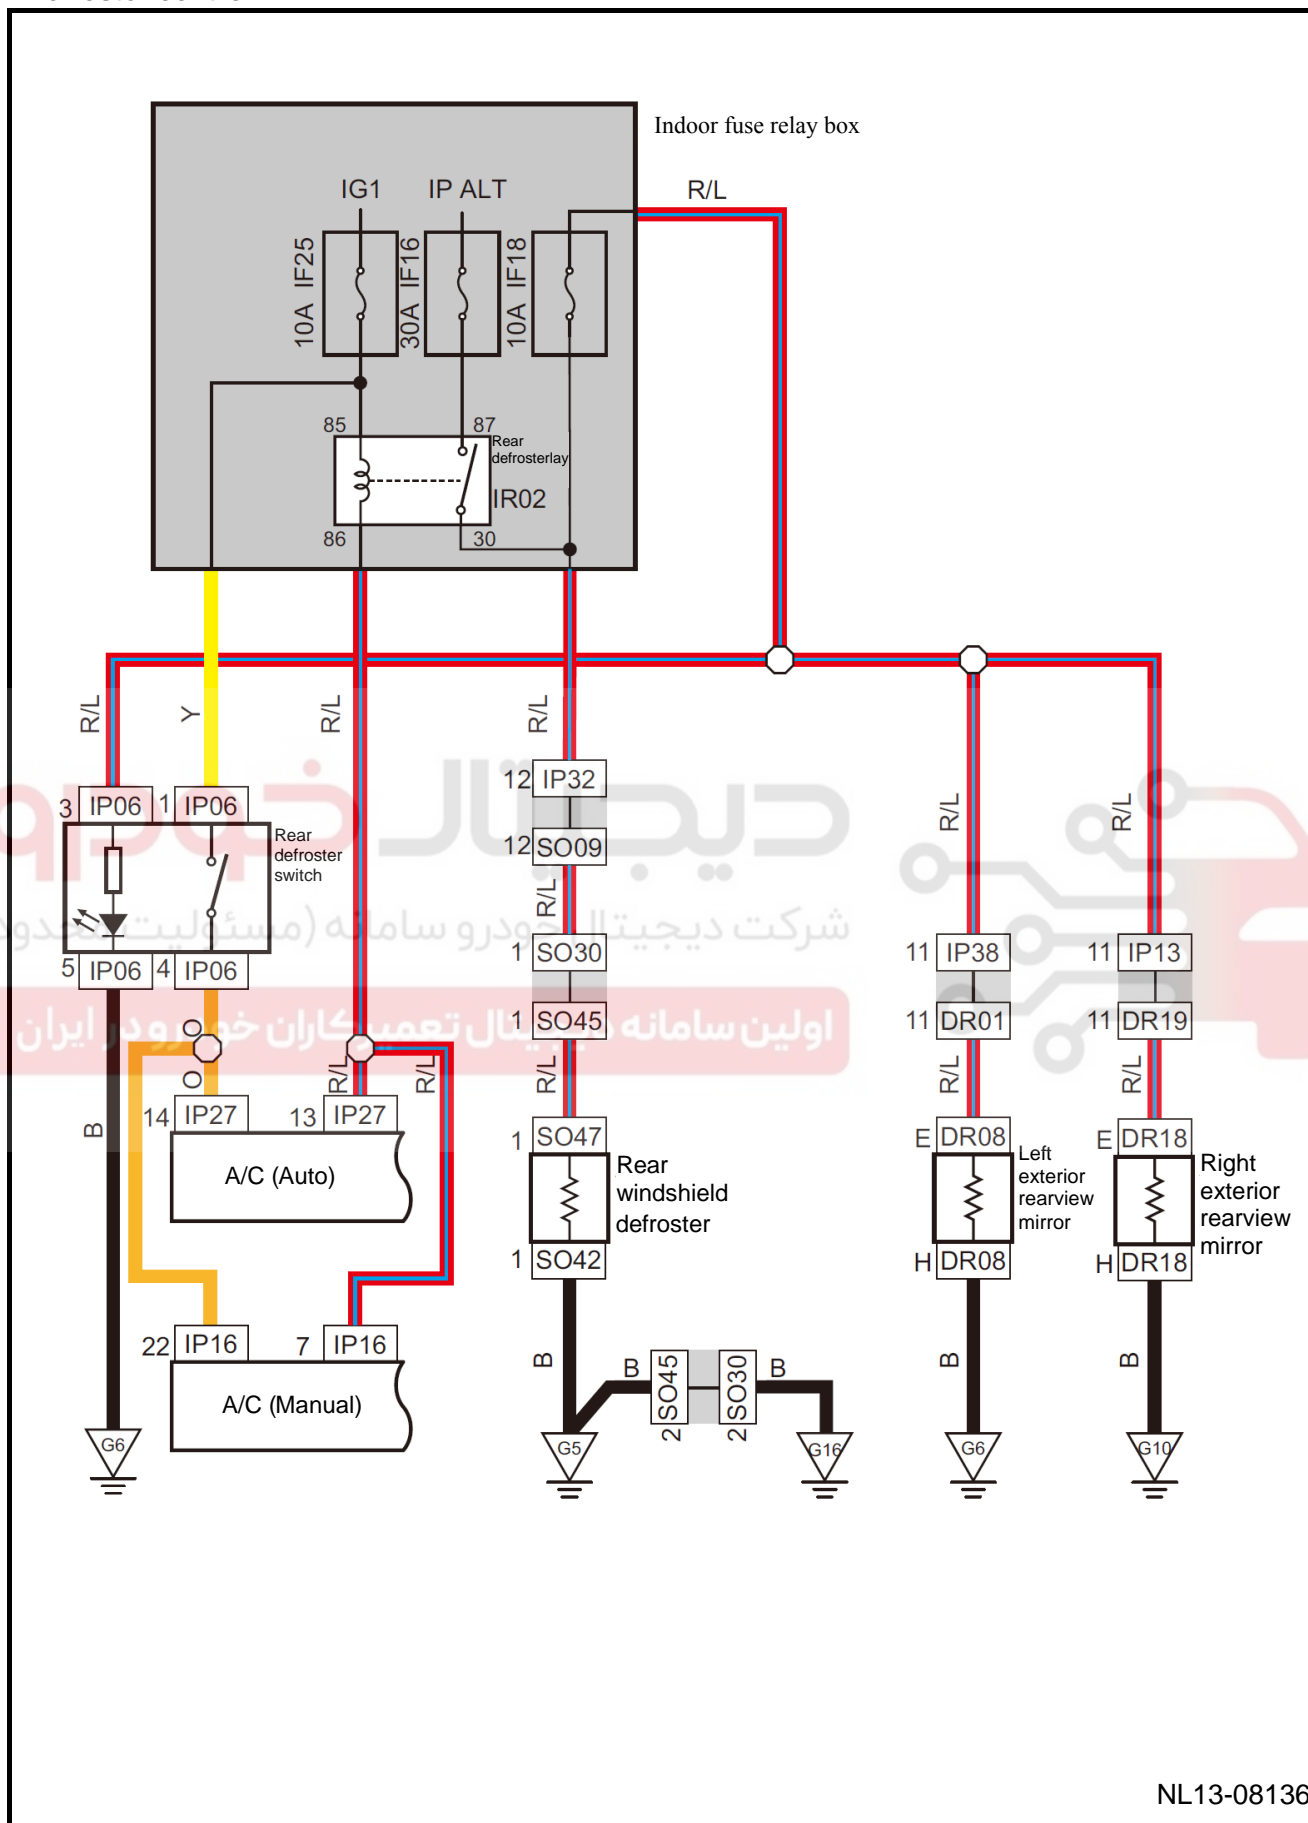 Indoor fuse relay box
R/L
IG1
IP ALT
10A IF25
30A IF16
10A IF18
85
87
Rear
defrosterlay
IR02
86
30
R/L
Y
R/L
R/L
R/L
R/L
3 IP06
1 IP06
Rear
defroster
switch
5 IP06
4 IP06
12 IP32
12 SO09
R/L
1 SO30
1 SO45
R/L
11 IP38
11 DR01
R/L
11 IP13
11 DR19
R/L
دیجیتال خودرو
شرکت دیجیتال خودرو سامانه (مسئولیت محدود
اولین سامانه دیجیتال تعمیرکاران خودرو در ایران
O
O
R/L
R/L
B
14 IP27
13 IP27
A/C (Auto)
22 IP16
7 IP16
A/C (Manual)
1 SO47
Rear
windshield
defroster
1 SO42
E DR08
Left
exterior
rearview
mirror
H DR08
E DR18
Right
exterior
rearview
mirror
H DR18
B
B
2 SO45
2 SO30
B
B
B
G6
G5
G16
G6
G10
NL13-08136